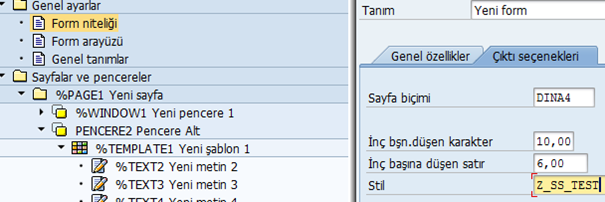 Genel ayarlar
Form niteliği
Form arayüzü
Genel tanımlar
Sayfalar ve pencereler
%PAGE1 Yeni sayfa
%WINDOW1 Yeni pencere 1
PENCERE2 Pencere Alt
%TEMPLATE1 Yeni şablon 1
%TEXT2 Yeni metin 2
%TEXT3 Yeni metin 3
%TEXT4 Yeni metin 4
Tanım Yeni form
Genel özellikler Çıktı seçenekleri
Sayfa biçimi DINA4
İnç bşn.düşen karakter 10,00
İnç başına düşen satır 6,00
Stil Z_SS_TEST